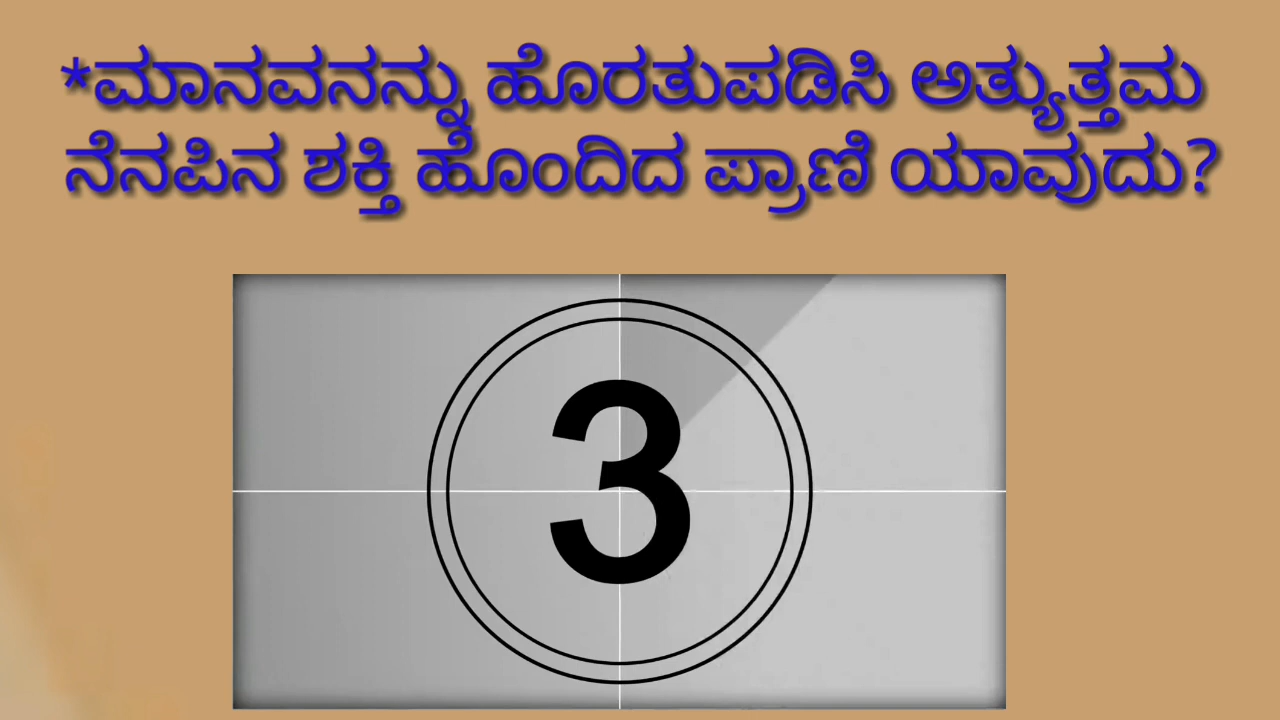 *ಮಾನವನನ್ನು ಹೊರತುಪಡಿಸಿ ಅತ್ಯುತ್ತಮ
ನೆನಪಿನ ಶಕ್ತಿ ಹೊಂದಿದ ಪ್ರಾಣಿ ಯಾವುದು?
3